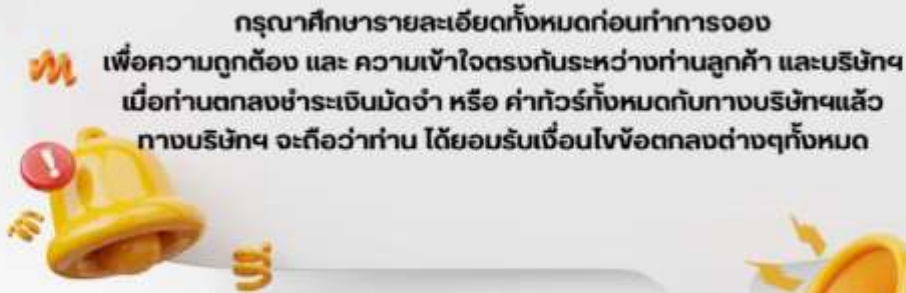 กรุณาศึกษารายละเอียดทั้งหมดก่อนทำการจอง
เพื่อความถูกต้อง และ ความเข้าใจตรงกันระหว่างท่านลูกค้า และบริษัทฯ
เมื่อท่านตกลงชำระเงินมัดจำ หรือ ค่าทัวร์ทั้งหมดกับทางบริษัทฯแล้ว
ทางบริษัทฯ จะถือว่าท่าน ได้ยอมรับเงื่อนไขข้อตกลงต่างๆทั้งหมด